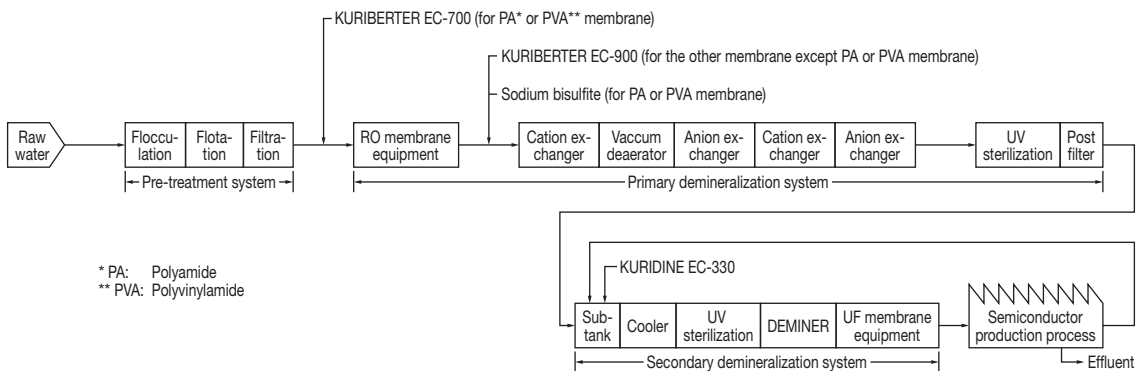 KURIBERTER EC-700 (for PA* or PVA** membrane)
KURIBERTER EC-900 (for the other membrane except PA or PVA membrane)
Sodium bisulfite (for PA or PVA membrane)
Raw
water
Floccu-
lation
Flota-
tion
Filtra-
tion
RO membrane
equipment
Cation ex-
changer
Vaccum
deaerator
Anion ex-
changer
Cation ex-
changer
Anion ex-
changer
UV
sterilization
Post
filter
Pre-treatment system
Primary demineralization system
* PA: Polyamide
** PVA: Polyvinylamide
KURIDINE EC-330
Sub-
tank
Cooler
UV
sterilization
DEMINER
UF membrane
equipment
Semiconductor
production process
Secondary demineralization system
Effluent